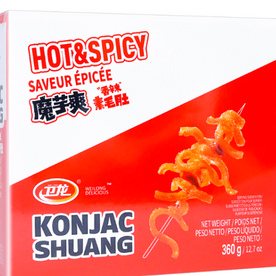 HOT&SPICY
SAVEUR ÉPICÉE
魔芋爽
香辣
素毛肚
卫龙
WEILONG
DELICIOUS™
KONJAC
SHUANG
NET WEIGHT / POIDS NET /
PESO NETTO / PESO LÍQUIDO /
PESO NETO :
360 g / 12.7 oz